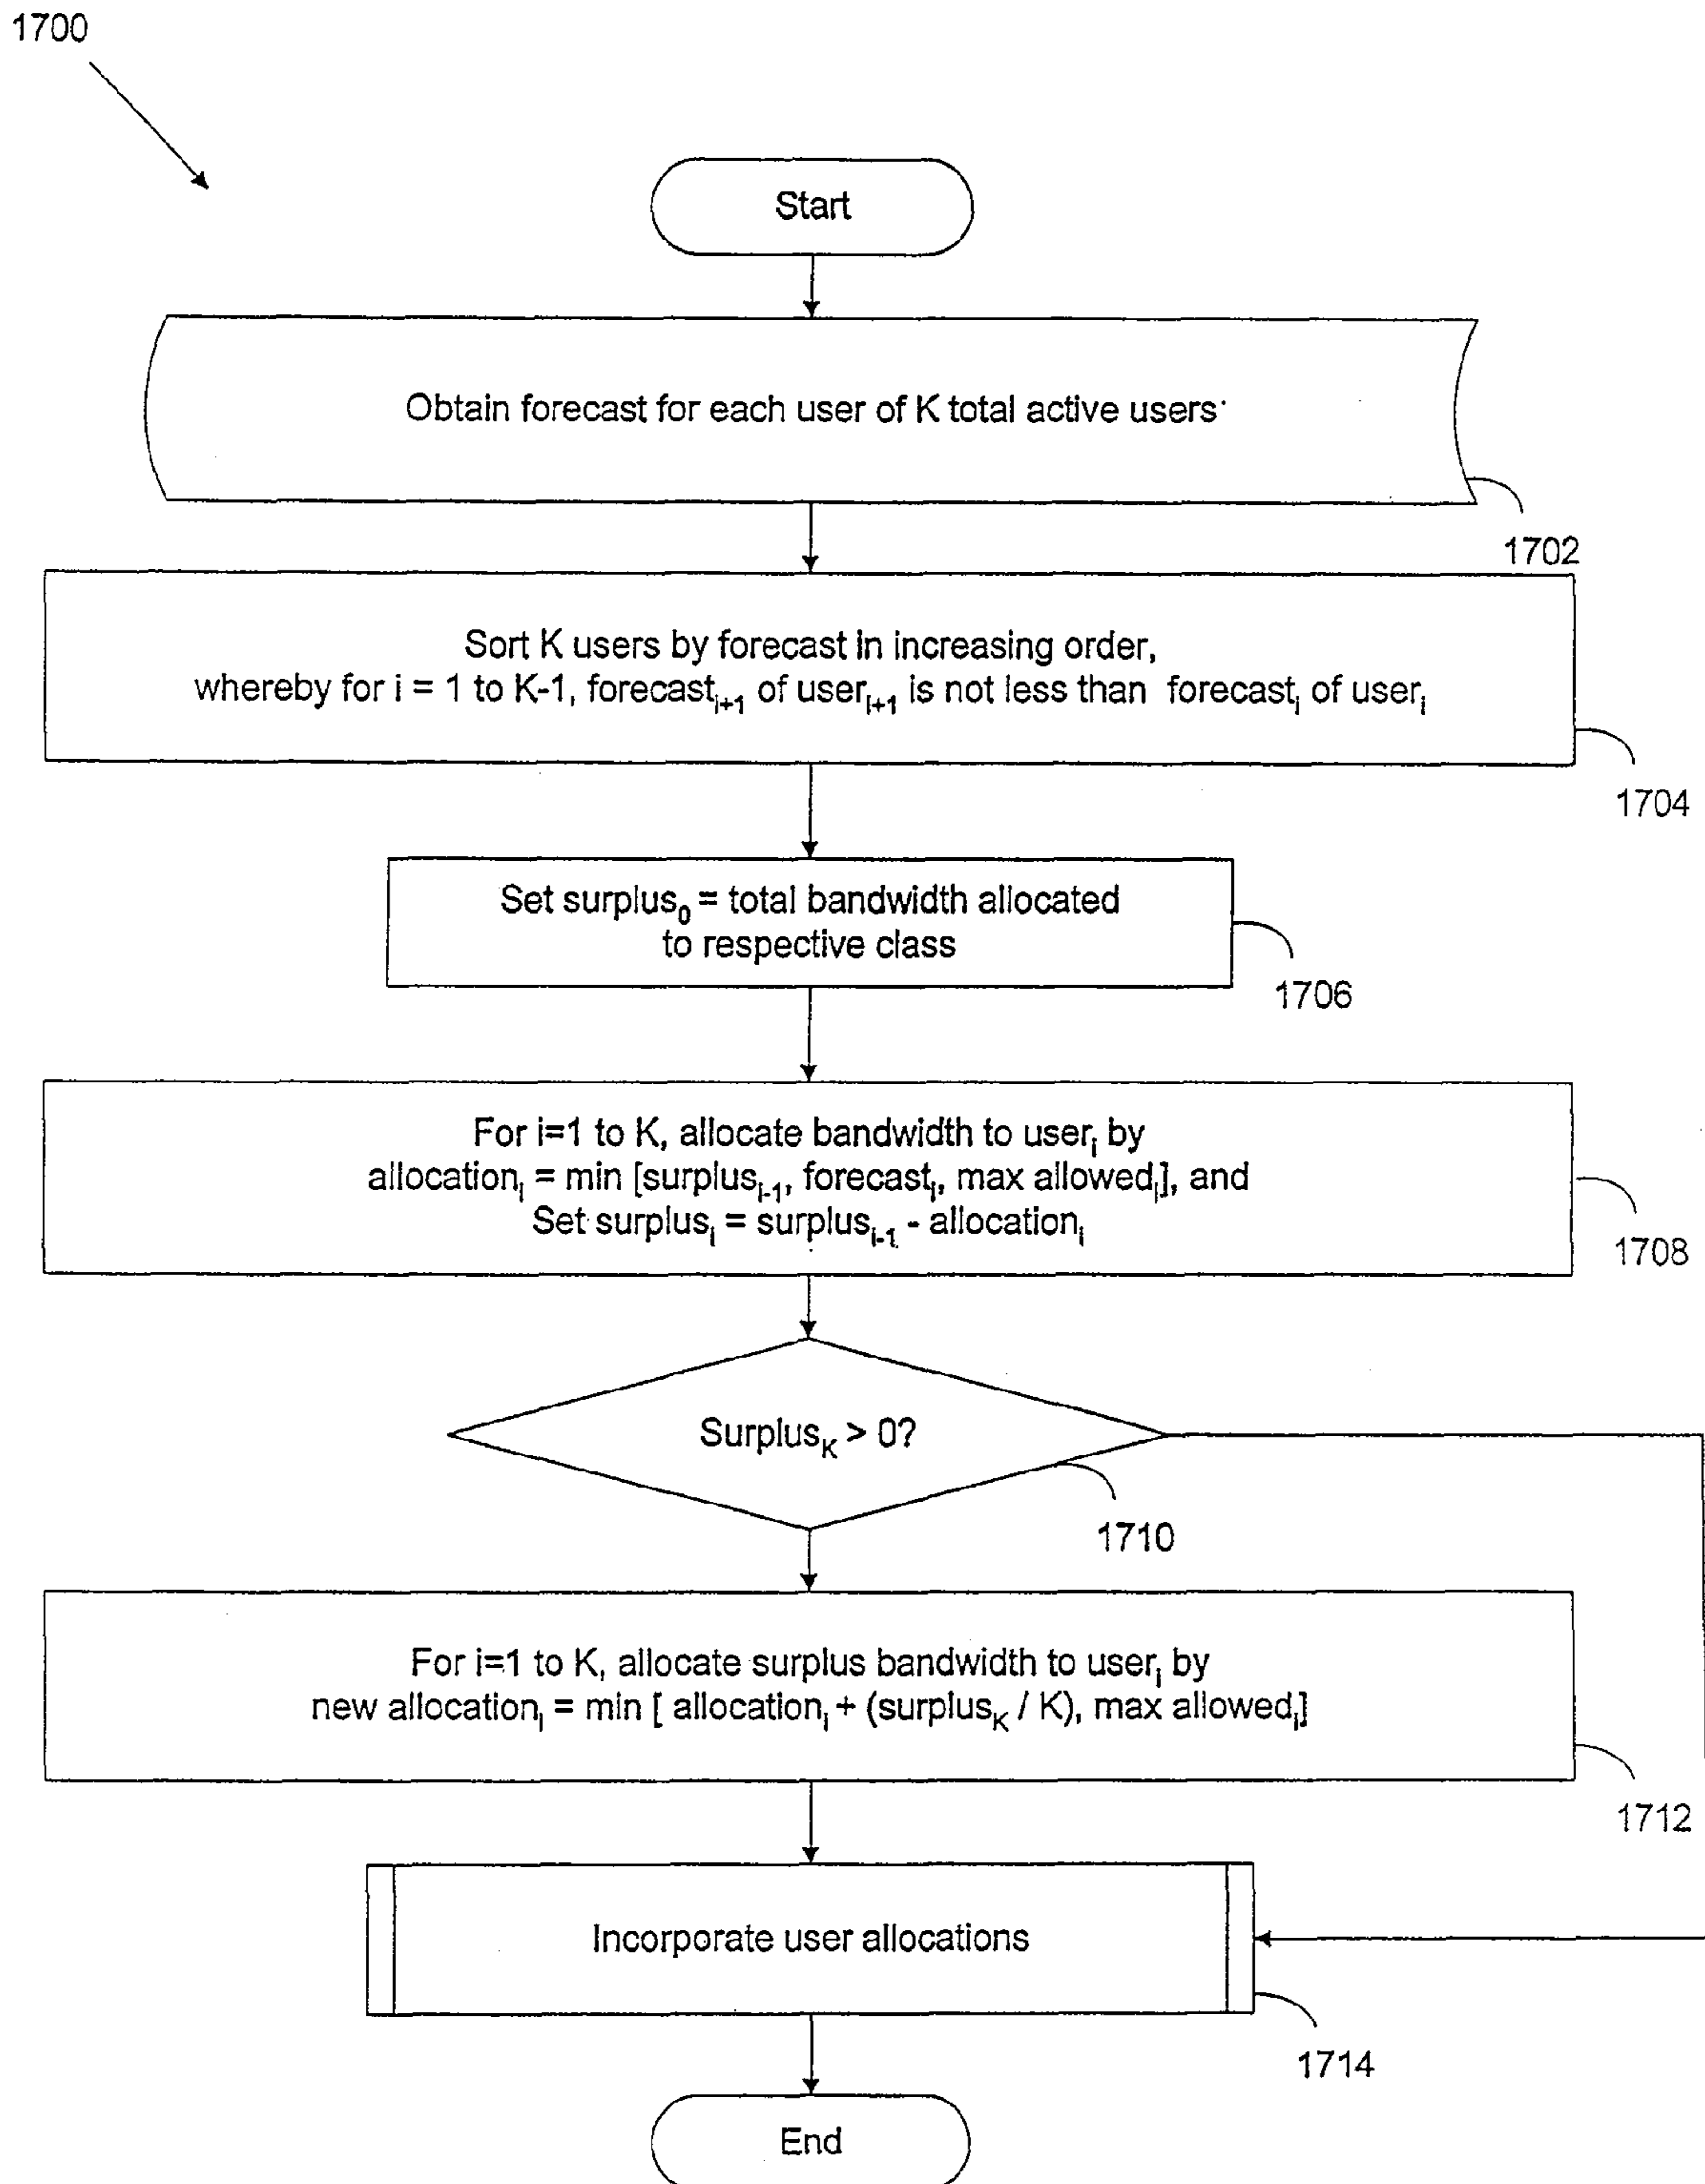 1700
Start
Obtain forecast for each user of K total active users
1702
Sort K users by forecast in increasing order,
whereby for i = 1 to K-1, forecastᵢ₊₁ of userᵢ₊₁ is not less than forecastᵢ of userᵢ
1704
Set surplus₀ = total bandwidth allocated
to respective class
1706
For i=1 to K, allocate bandwidth to userᵢ by
allocationᵢ = min [surplusᵢ₋₁, forecastᵢ, max allowedᵢ], and
Set surplusᵢ = surplusᵢ₋₁ - allocationᵢ
1708
Surplus_K > 0?
1710
For i=1 to K, allocate surplus bandwidth to userᵢ by
new allocationᵢ = min [ allocationᵢ + (surplus_K / K), max allowedᵢ]
1712
Incorporate user allocations
1714
End